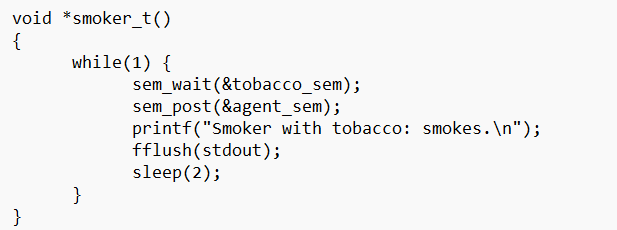 void *smoker_t()
{
      while(1) {
            sem_wait(&tobacco_sem);
            sem_post(&agent_sem);
            printf("Smoker with tobacco: smokes.\n");
            fflush(stdout);
            sleep(2);
      }
}